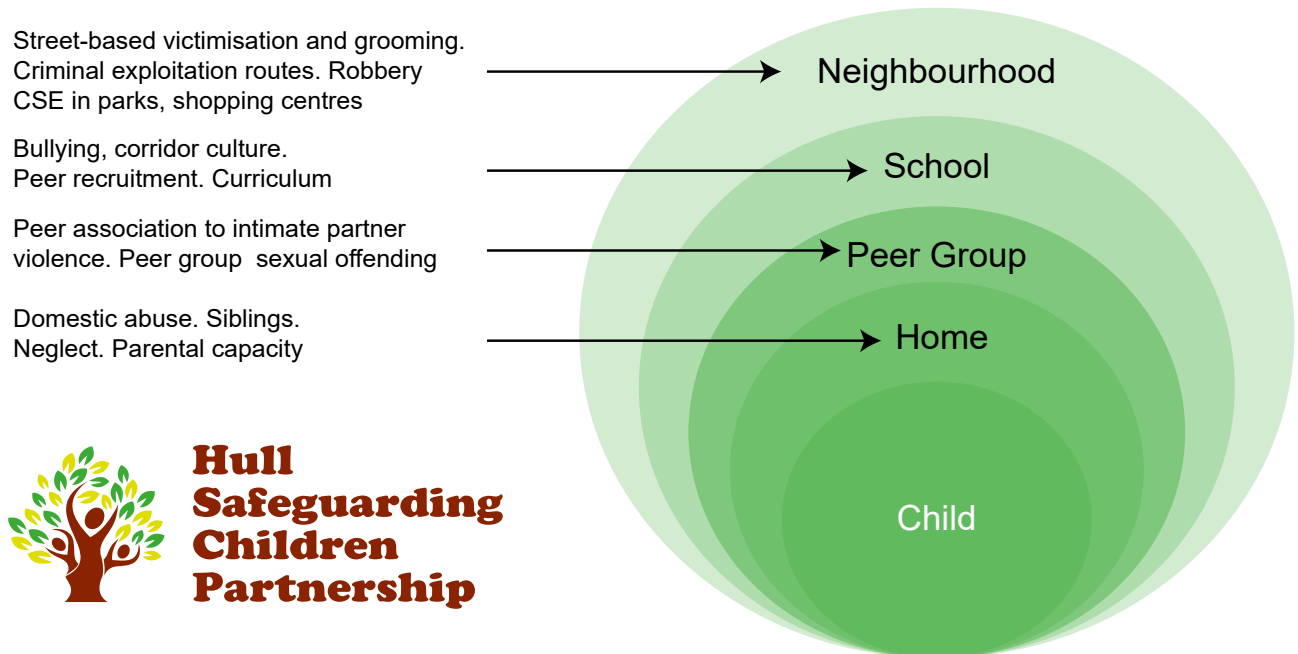 Street-based victimisation and grooming.
Criminal exploitation routes. Robbery
CSE in parks, shopping centres
Neighbourhood
Bullying, corridor culture.
Peer recruitment. Curriculum
School
Peer association to intimate partner
violence. Peer group  sexual offending
Peer Group
Domestic abuse. Siblings.
Neglect. Parental capacity
Home
Child
Hull
Safeguarding
Children
Partnership